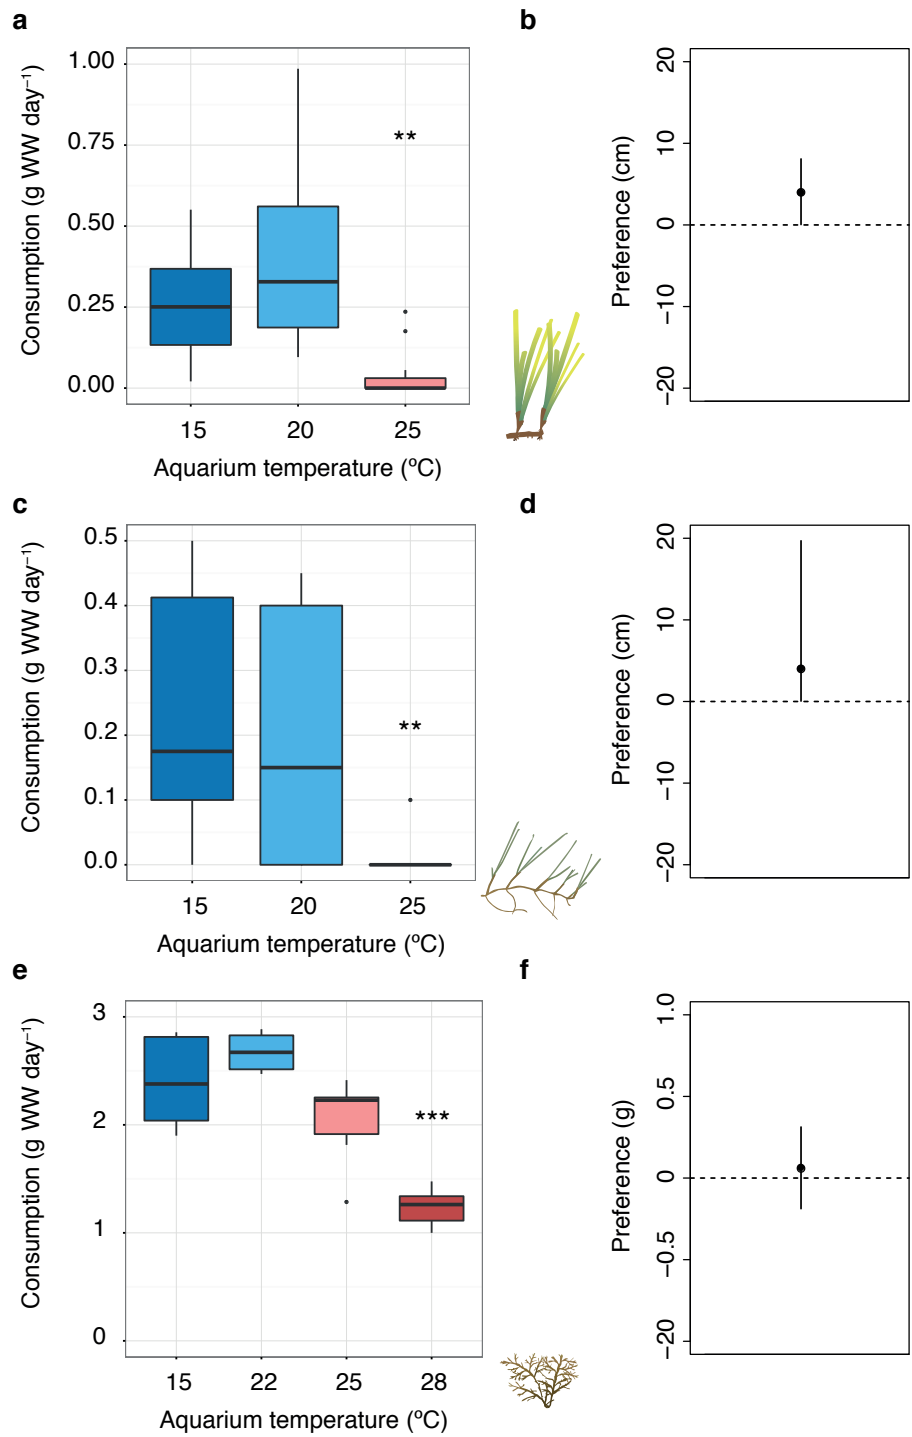 a
Consumption (g WW day⁻¹)
1.00
0.75
0.50
0.25
0.00
**
15 20 25
Aquarium temperature (ºC)
b
Preference (cm)
20
10
0
−10
−20
c
Consumption (g WW day⁻¹)
0.5
0.4
0.3
0.2
0.1
0.0
**
15 20 25
Aquarium temperature (ºC)
d
Preference (cm)
20
10
0
−10
−20
e
Consumption (g WW day⁻¹)
3
2
1
0
***
15 22 25 28
Aquarium temperature (ºC)
f
Preference (g)
1.0
0.5
0
−0.5
−20